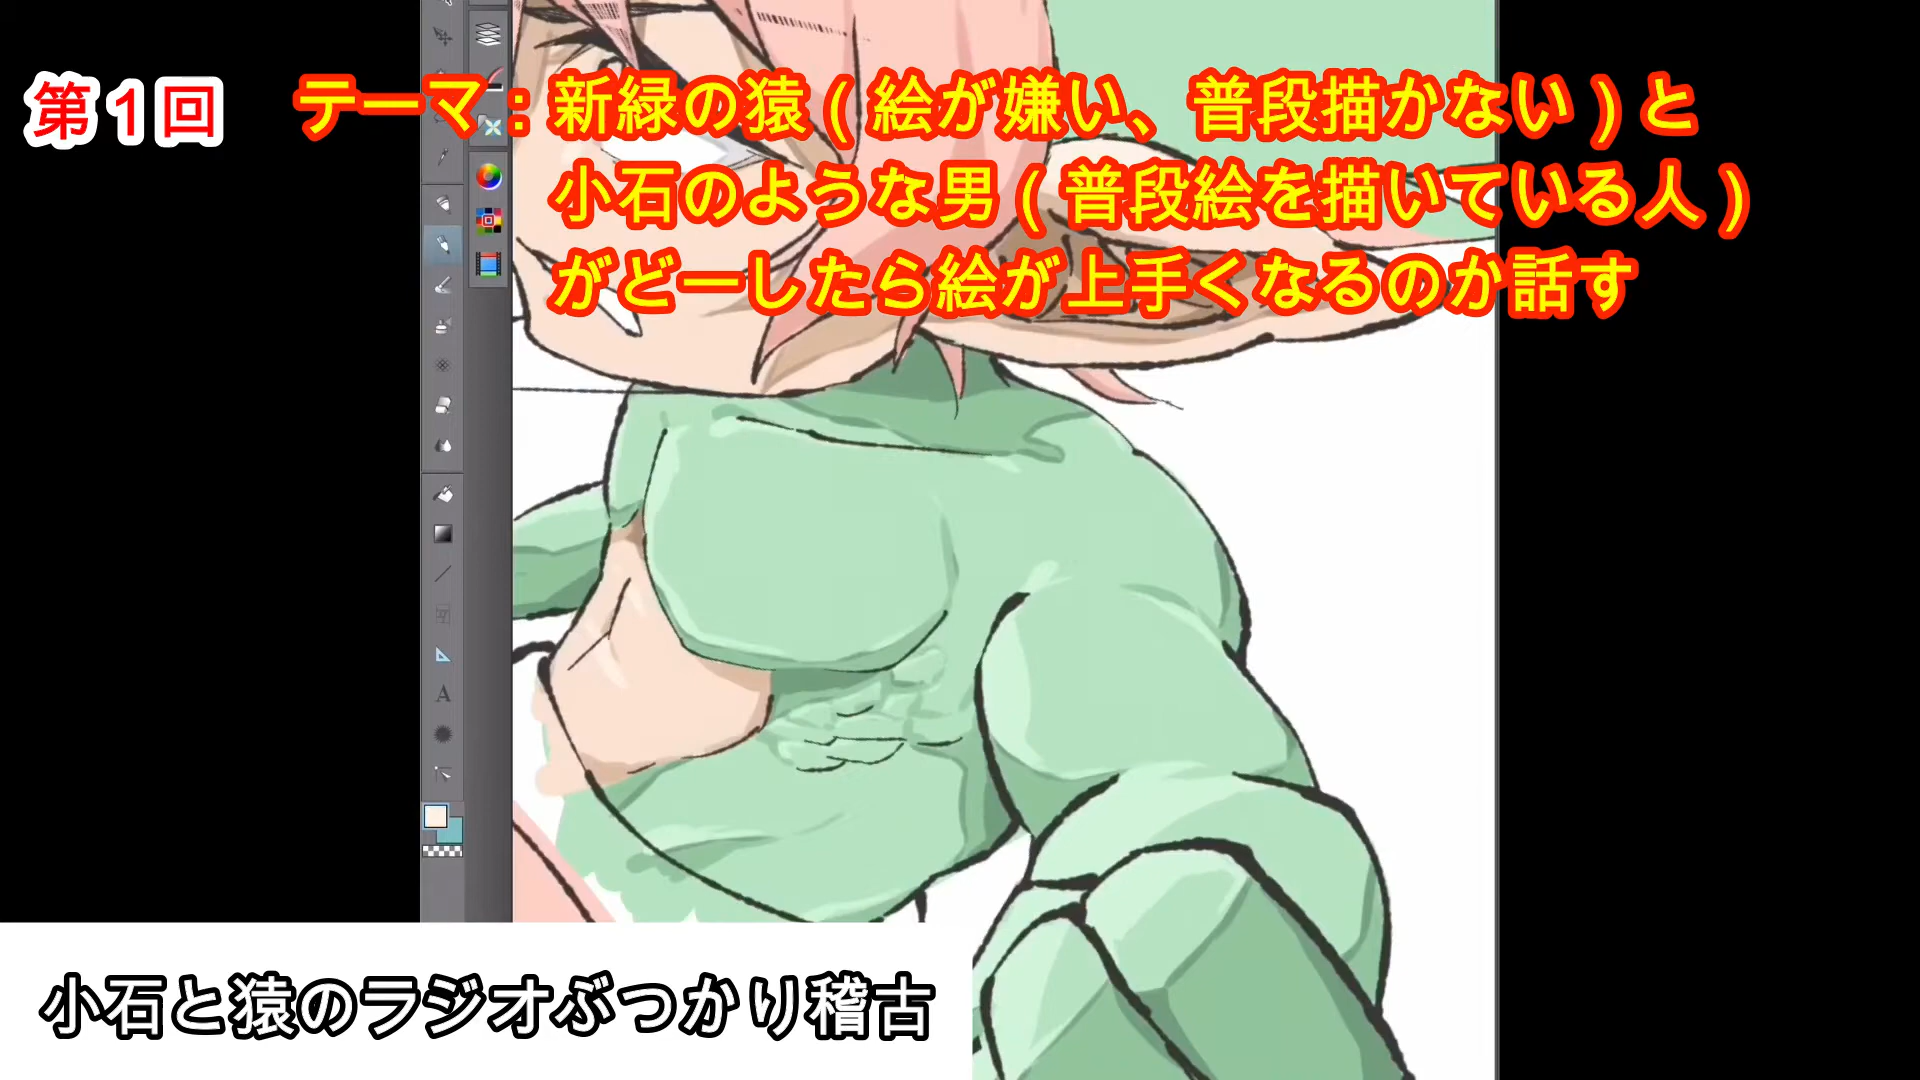 第1回
テーマ：新緑の猿(絵が嫌い、普段描かない)と
小石のような男(普段絵を描いている人)
がどーしたら絵が上手くなるのか話す
A
小石と猿のラジオぶつかり稽古